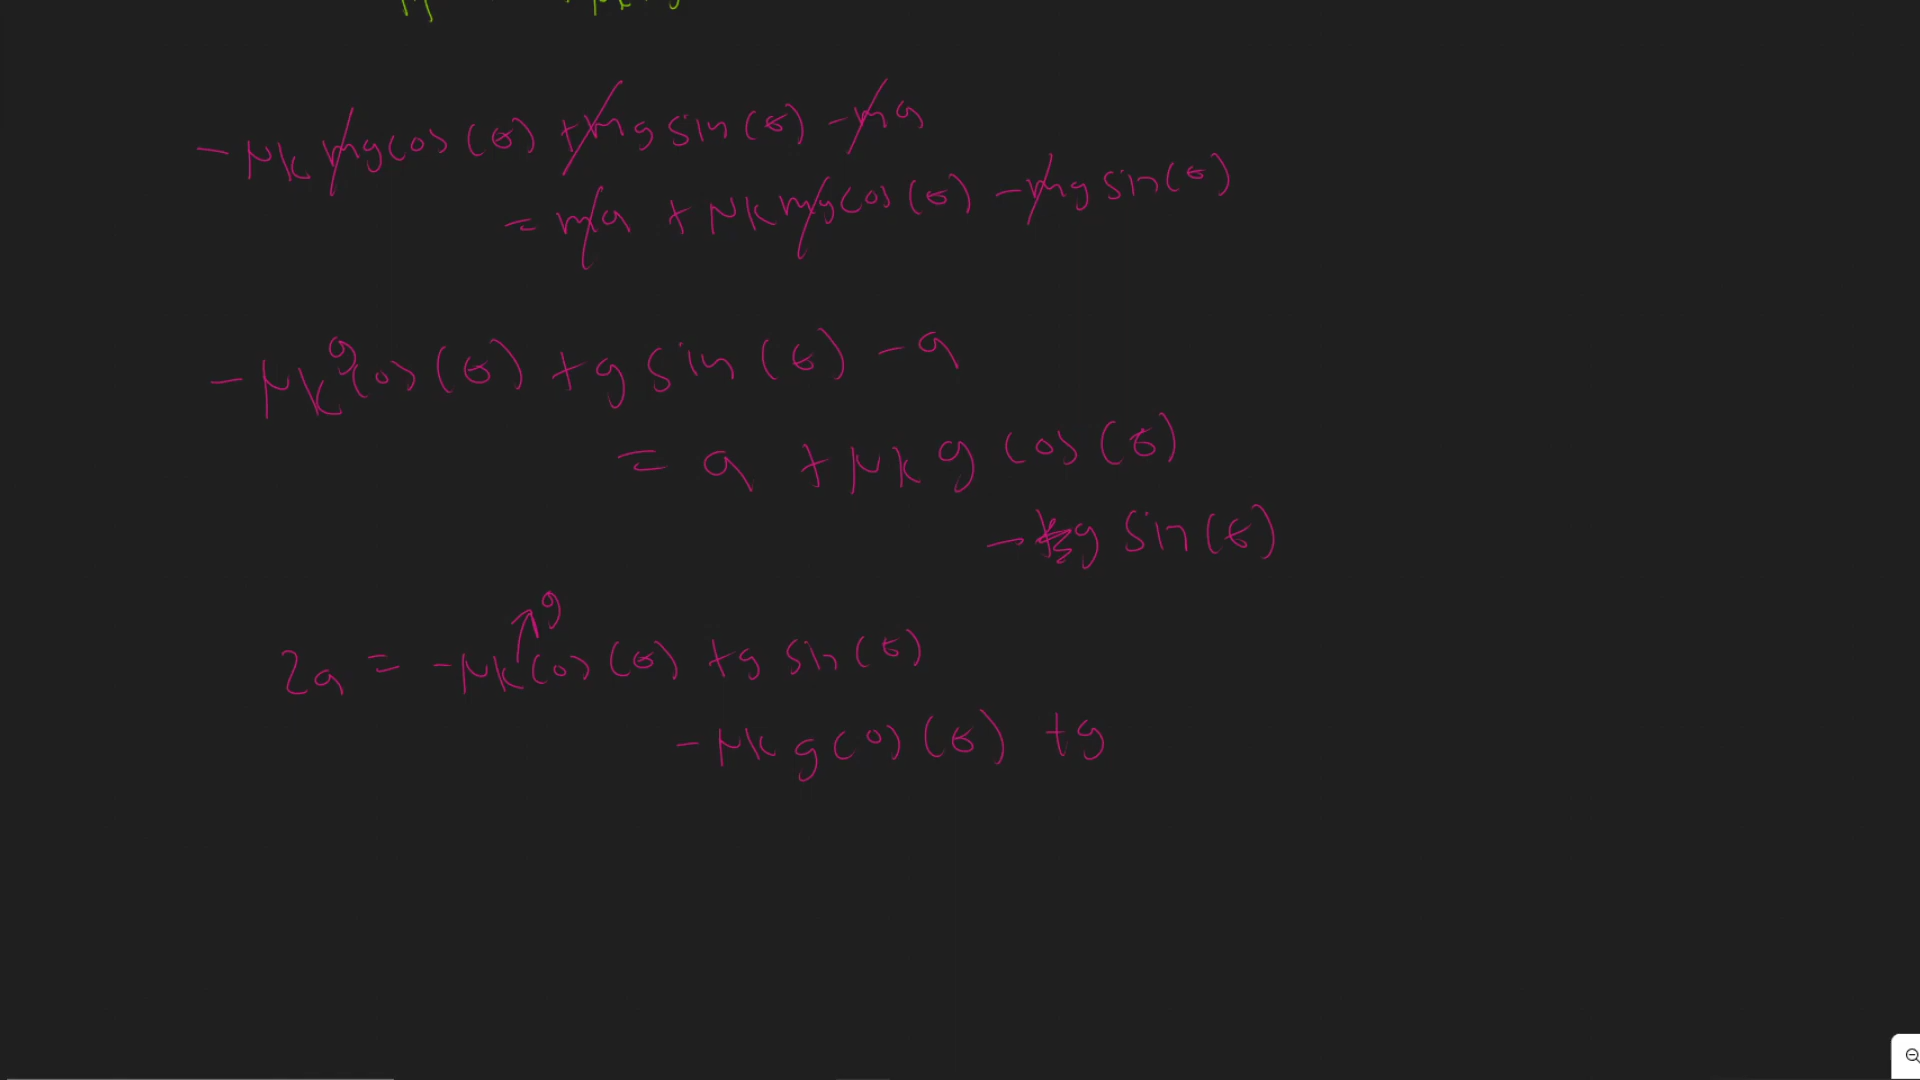 -μk mg cos(θ) + mg sin(θ) - ma
= ma + μk mg cos(θ) - mg sin(θ)
-μk g cos(θ) + g sin(θ) - a
= a + μk g cos(θ)
- g sin(θ)
2a = -μk g cos(θ) + g sin(θ)
-μk g cos(θ) + g